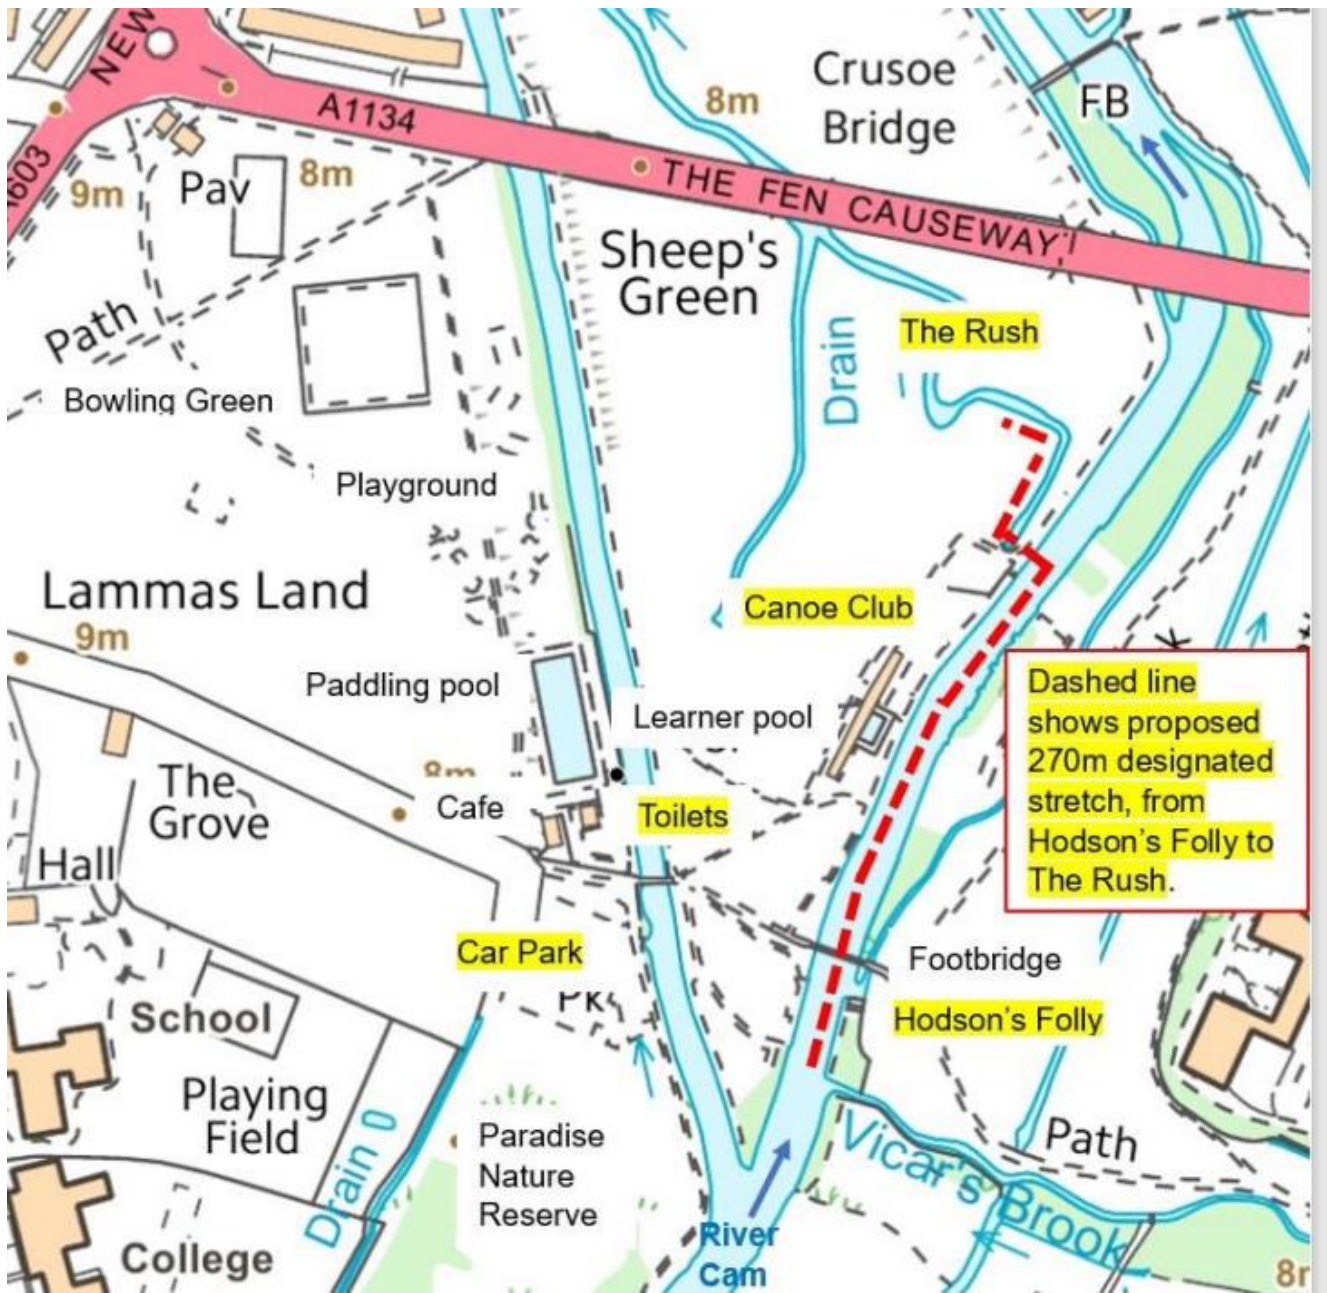 NEW
A603
A1134
THE FEN CAUSEWAY
Crusoe
Bridge
FB
8m
9m
Pav
8m
Path
Sheep's
Green
Drain
The Rush
Bowling Green
Playground
Lammas Land
9m
Canoe Club
Paddling pool
Learner pool
Dashed line
shows proposed
270m designated
stretch, from
Hodson's Folly to
The Rush.
The
Grove
8m
Cafe
Toilets
Hall
Car Park
Footbridge
Hodson's Folly
School
Pk
Playing
Field
Drain
Paradise
Nature
Reserve
Vicar's Brook
Path
River
Cam
College